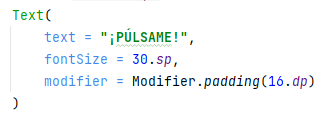 Text(
    text = "¡PÚLSAME!",
    fontSize = 30.sp,
    modifier = Modifier.padding(16.dp)
)